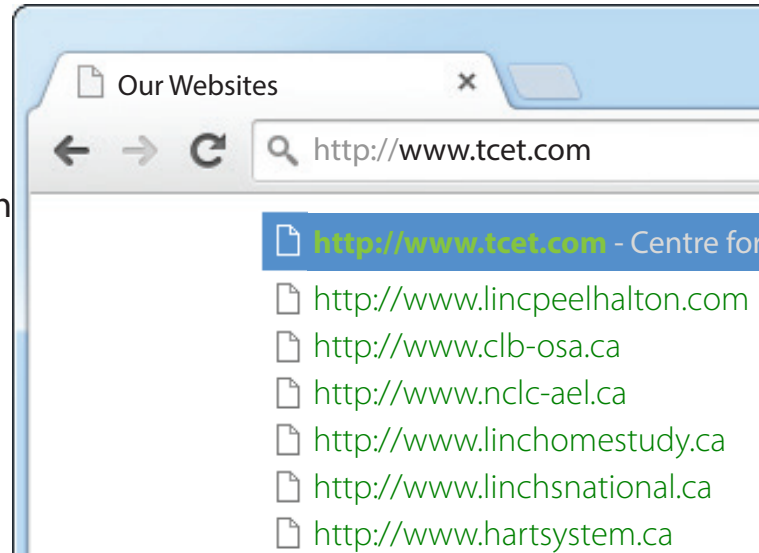 Our Websites
http://www.tcet.com
http://www.tcet.com - Centre for
http://www.lincpeelhalton.com
http://www.clb-osa.ca
http://www.nclc-ael.ca
http://www.linchomestudy.ca
http://www.linchsnational.ca
http://www.hartsystem.ca